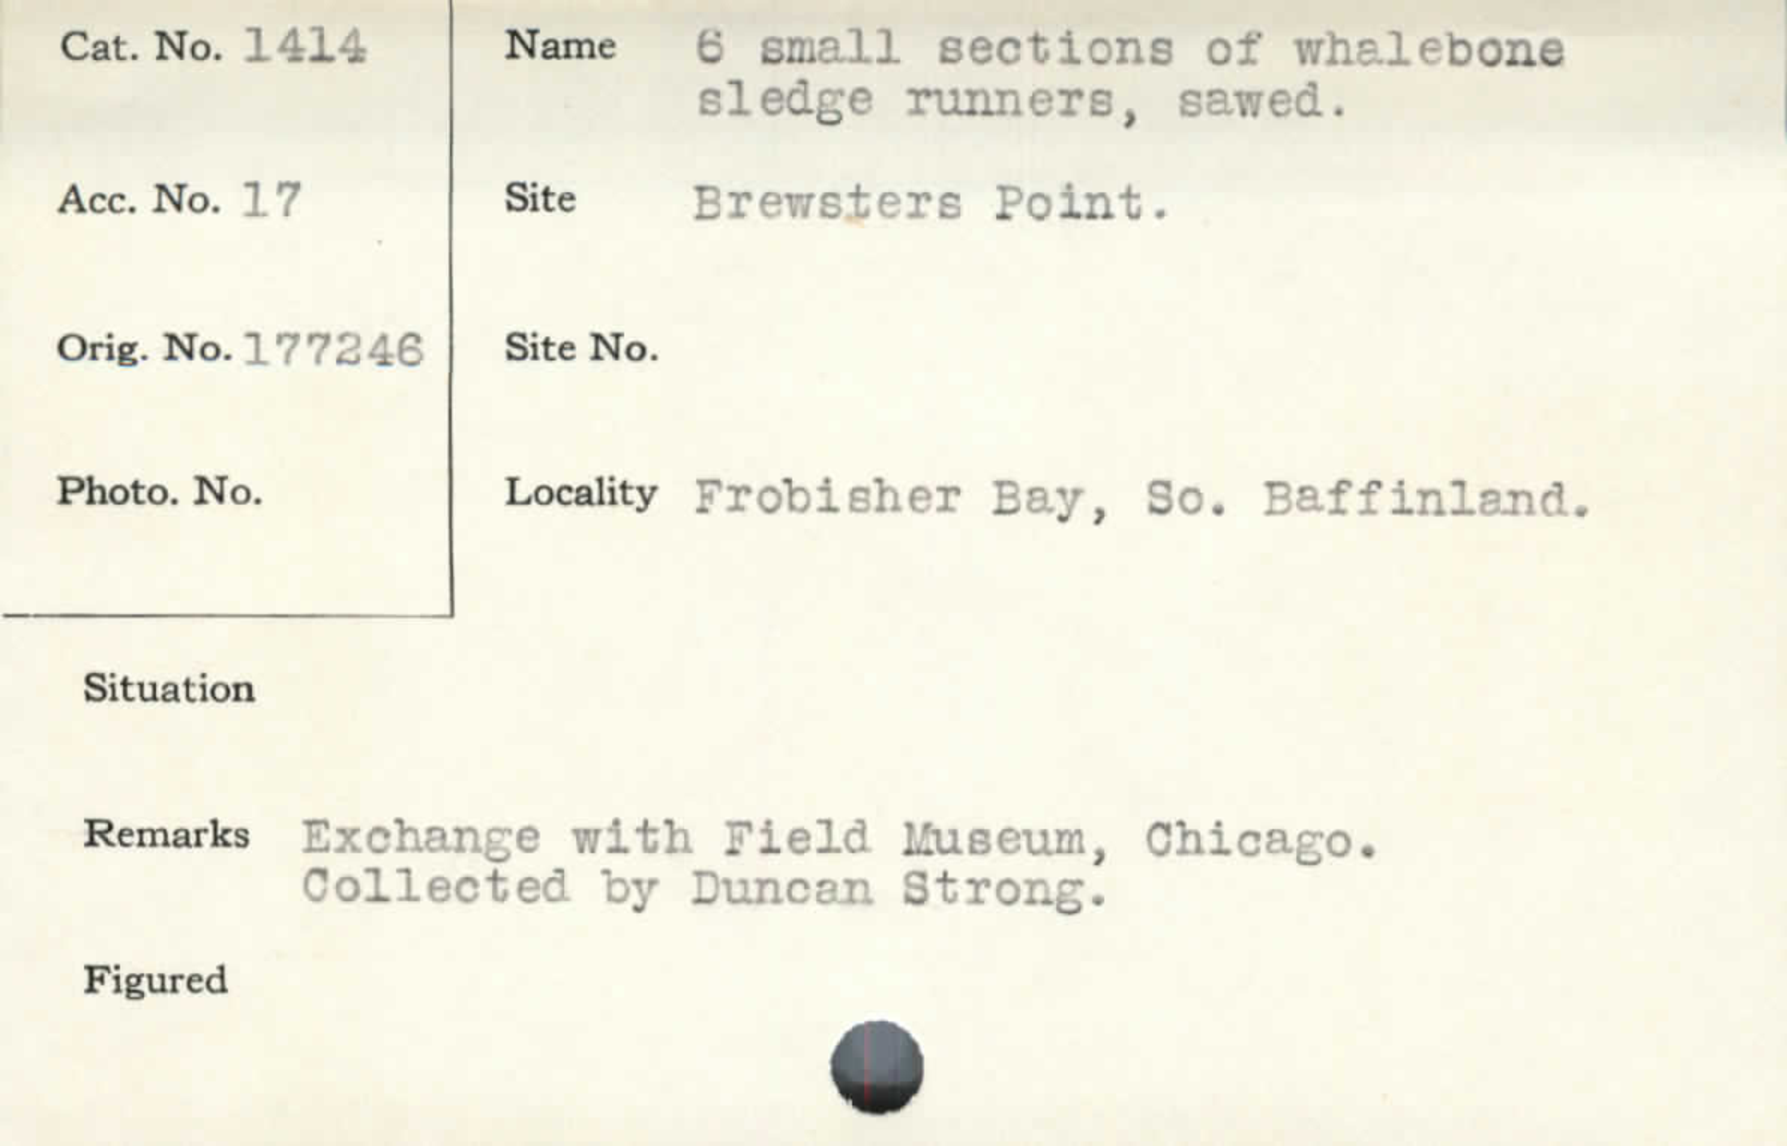 Cat. No. 1414
Name 6 small sections of whalebone
sledge runners, sawed.
Acc. No. 17
Site Brewsters Point.
Orig. No. 177246
Site No.
Photo. No.
Locality Frobisher Bay, So. Baffinland.
Situation
Remarks Exchange with Field Museum, Chicago.
Collected by Duncan Strong.
Figured